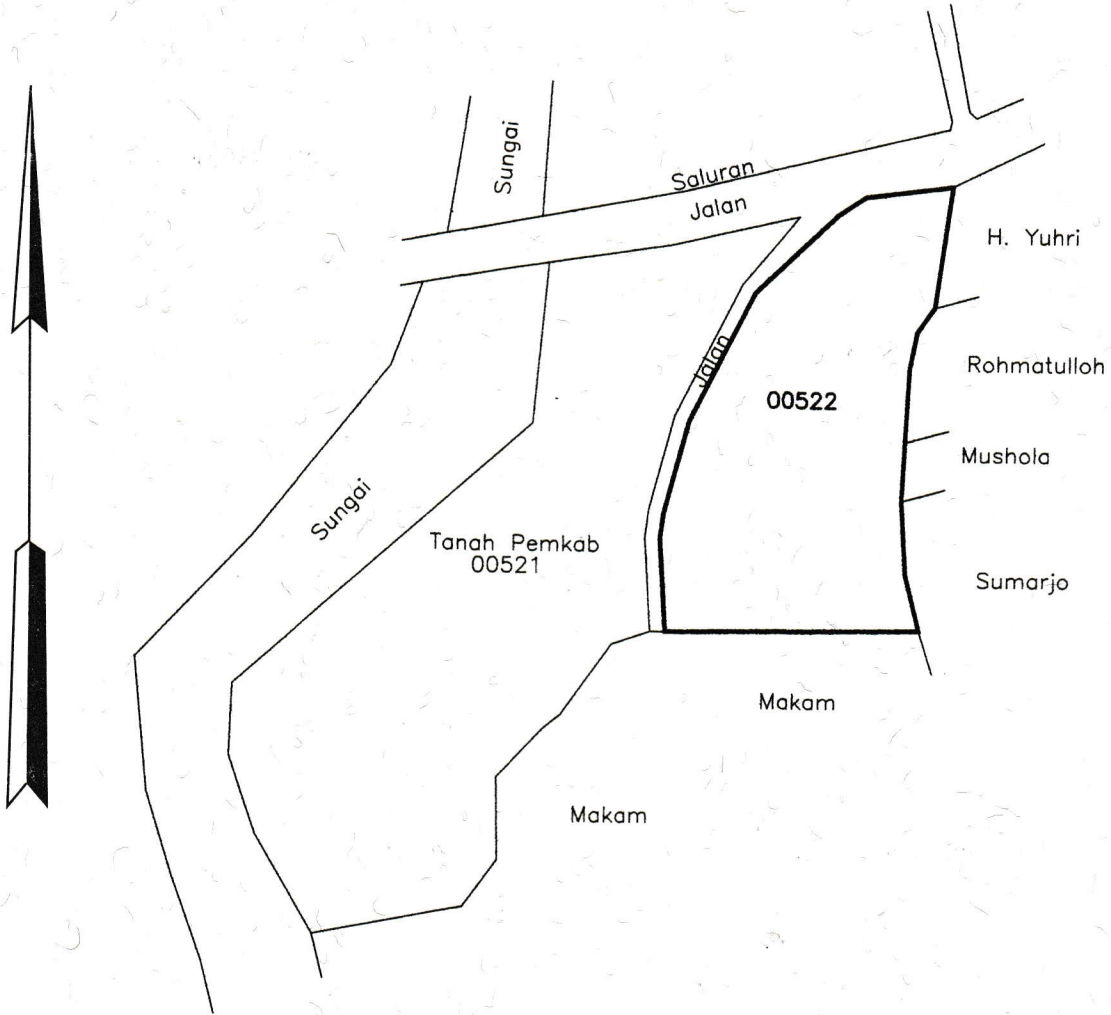 Sungai
Saluran
Jalan
H. Yuhri
Jalan
Rohmatulloh
00522
Mushola
Sungai
Tanah Pemkab
00521
Sumarjo
Makam
Makam